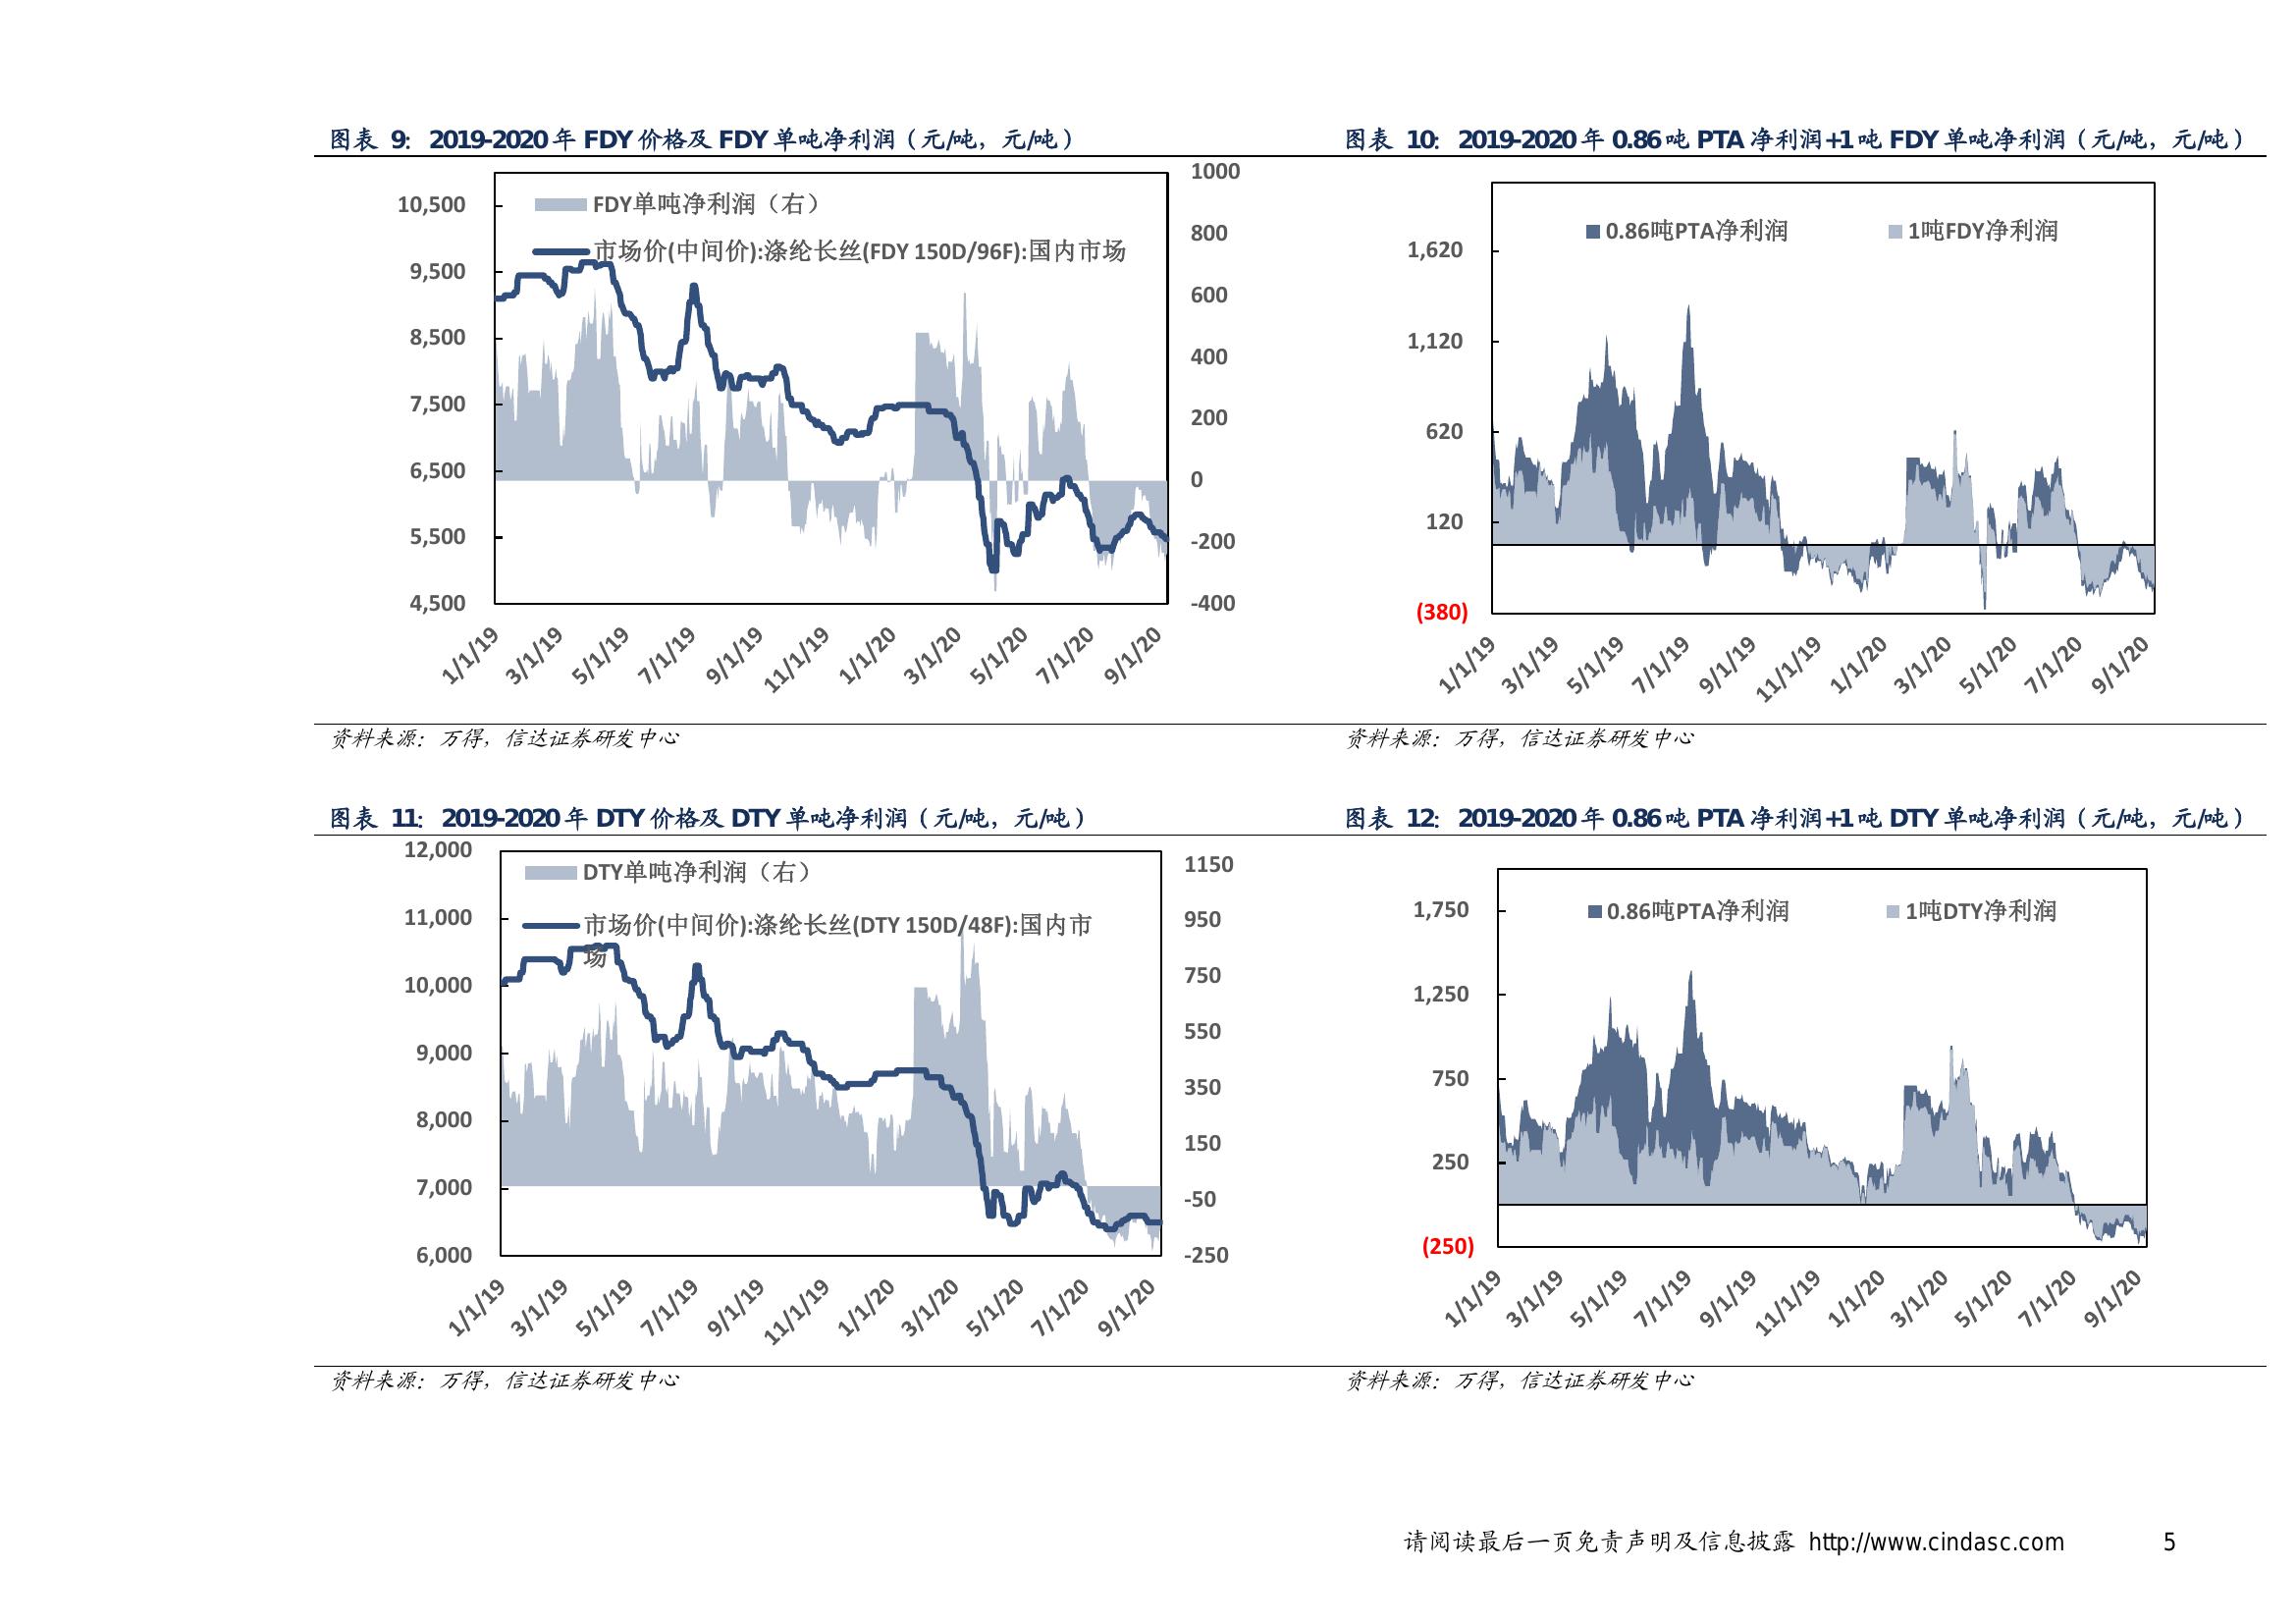 图表 9: 2019-2020 年 FDY 价格及 FDY 单吨净利润（元/吨，元/吨）
图表 10: 2019-2020 年 0.86 吨 PTA 净利润+1 吨 FDY 单吨净利润（元/吨，元/吨）
FDY单吨净利润（右）
市场价(中间价):涤纶长丝(FDY 150D/96F):国内市场
10,500
9,500
8,500
7,500
6,500
5,500
4,500
1000
800
600
400
200
0
-200
-400
1/1/19 3/1/19 5/1/19 7/1/19 9/1/19 11/1/19 1/1/20 3/1/20 5/1/20 7/1/20 9/1/20
0.86吨PTA净利润 1吨FDY净利润
1,620
1,120
620
120
(380)
1/1/19 3/1/19 5/1/19 7/1/19 9/1/19 11/1/19 1/1/20 3/1/20 5/1/20 7/1/20 9/1/20
资料来源：万得，信达证券研发中心
资料来源：万得，信达证券研发中心
图表 11: 2019-2020 年 DTY 价格及 DTY 单吨净利润（元/吨，元/吨）
图表 12: 2019-2020 年 0.86 吨 PTA 净利润+1 吨 DTY 单吨净利润（元/吨，元/吨）
DTY单吨净利润（右）
市场价(中间价):涤纶长丝(DTY 150D/48F):国内市
场
12,000
11,000
10,000
9,000
8,000
7,000
6,000
1150
950
750
550
350
150
-50
-250
1/1/19 3/1/19 5/1/19 7/1/19 9/1/19 11/1/19 1/1/20 3/1/20 5/1/20 7/1/20 9/1/20
0.86吨PTA净利润 1吨DTY净利润
1,750
1,250
750
250
(250)
1/1/19 3/1/19 5/1/19 7/1/19 9/1/19 11/1/19 1/1/20 3/1/20 5/1/20 7/1/20 9/1/20
资料来源：万得，信达证券研发中心
资料来源：万得，信达证券研发中心
请阅读最后一页免责声明及信息披露 http://www.cindasc.com 5